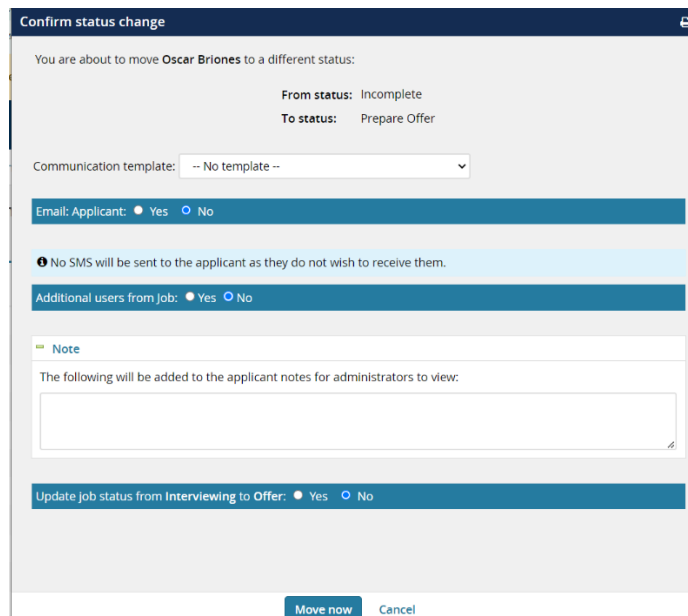 Confirm status change
You are about to move Oscar Briones to a different status:
From status: Incomplete
To status: Prepare Offer
Communication template: -- No template --
Email: Applicant: Yes No
No SMS will be sent to the applicant as they do not wish to receive them.
Additional users from Job: Yes No
Note
The following will be added to the applicant notes for administrators to view:
Update job status from Interviewing to Offer: Yes No
Move now Cancel